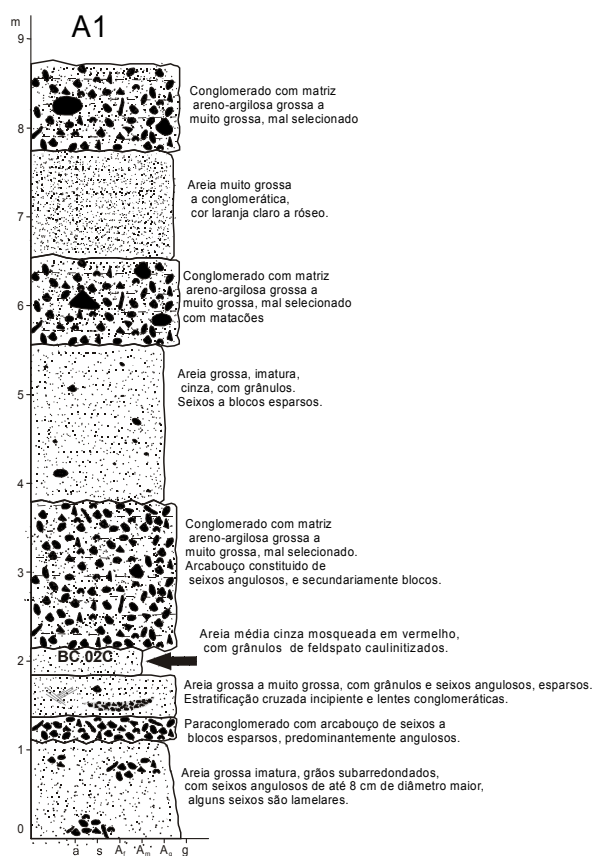 m
A1
9
Conglomerado com matriz
areno-argilosa grossa a
muito grossa, mal selecionado
8
Areia muito grossa
a conglomerática,
cor laranja claro a róseo.
7
Conglomerado com matriz
areno-argilosa grossa a
muito grossa, mal selecionado
com matacões
6
Areia grossa, imatura,
cinza, com grânulos.
Seixos a blocos esparsos.
5
4
Conglomerado com matriz
areno-argilosa grossa a
muito grossa, mal selecionado.
Arcabouço constituido de
seixos angulosos, e secundariamente blocos.
3
Areia média cinza mosqueada em vermelho,
com grânulos de feldspato caulinitizados.
BC 02C
2
Areia grossa a muito grossa, com grânulos e seixos angulosos, esparsos.
Estratificação cruzada incipiente e lentes conglomeráticas.
Paraconglomerado com arcabouço de seixos a
blocos esparsos, predominantemente angulosos.
1
Areia grossa imatura, grãos subarredondados,
com seixos angulosos de até 8 cm de diâmetro maior,
alguns seixos são lamelares.
0
a s Af Am Ag g